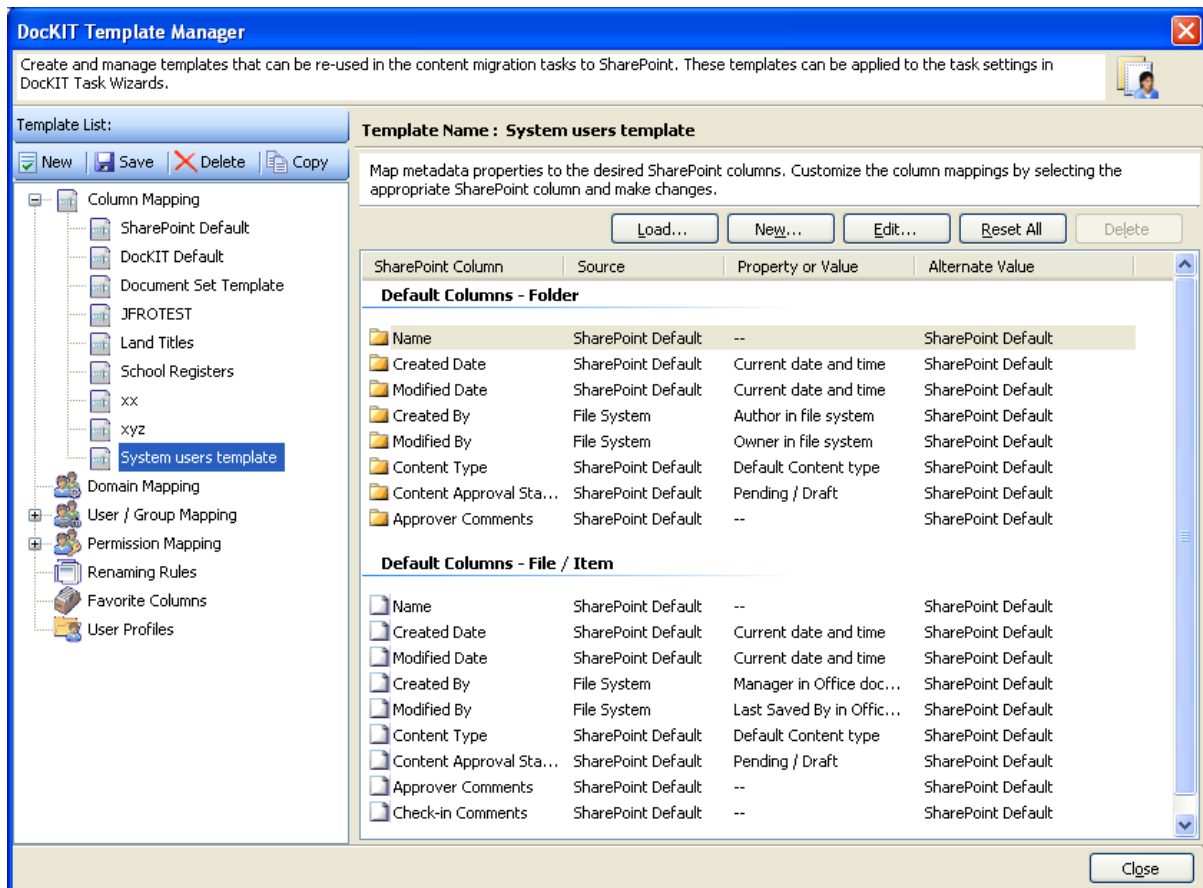 DocKIT Template Manager
Create and manage templates that can be re-used in the content migration tasks to SharePoint. These templates can be applied to the task settings in
DocKIT Task Wizards.
Template List:
New Save Delete Copy
Column Mapping
SharePoint Default
DocKIT Default
Document Set Template
JFROTEST
Land Titles
School Registers
xx
xyz
System users template
Domain Mapping
User / Group Mapping
Permission Mapping
Renaming Rules
Favorite Columns
User Profiles
Template Name : System users template
Map metadata properties to the desired SharePoint columns. Customize the column mappings by selecting the
appropriate SharePoint column and make changes.
Load... New... Edit... Reset All Delete
SharePoint Column Source Property or Value Alternate Value
Default Columns - Folder
Name SharePoint Default -- SharePoint Default
Created Date SharePoint Default Current date and time SharePoint Default
Modified Date SharePoint Default Current date and time SharePoint Default
Created By File System Author in file system SharePoint Default
Modified By File System Owner in file system SharePoint Default
Content Type SharePoint Default Default Content type SharePoint Default
Content Approval Sta... SharePoint Default Pending / Draft SharePoint Default
Approver Comments SharePoint Default -- SharePoint Default
Default Columns - File / Item
Name SharePoint Default -- SharePoint Default
Created Date SharePoint Default Current date and time SharePoint Default
Modified Date SharePoint Default Current date and time SharePoint Default
Created By File System Manager in Office doc... SharePoint Default
Modified By File System Last Saved By in Offic... SharePoint Default
Content Type SharePoint Default Default Content type SharePoint Default
Content Approval Sta... SharePoint Default Pending / Draft SharePoint Default
Approver Comments SharePoint Default -- SharePoint Default
Check-in Comments SharePoint Default -- SharePoint Default
Close